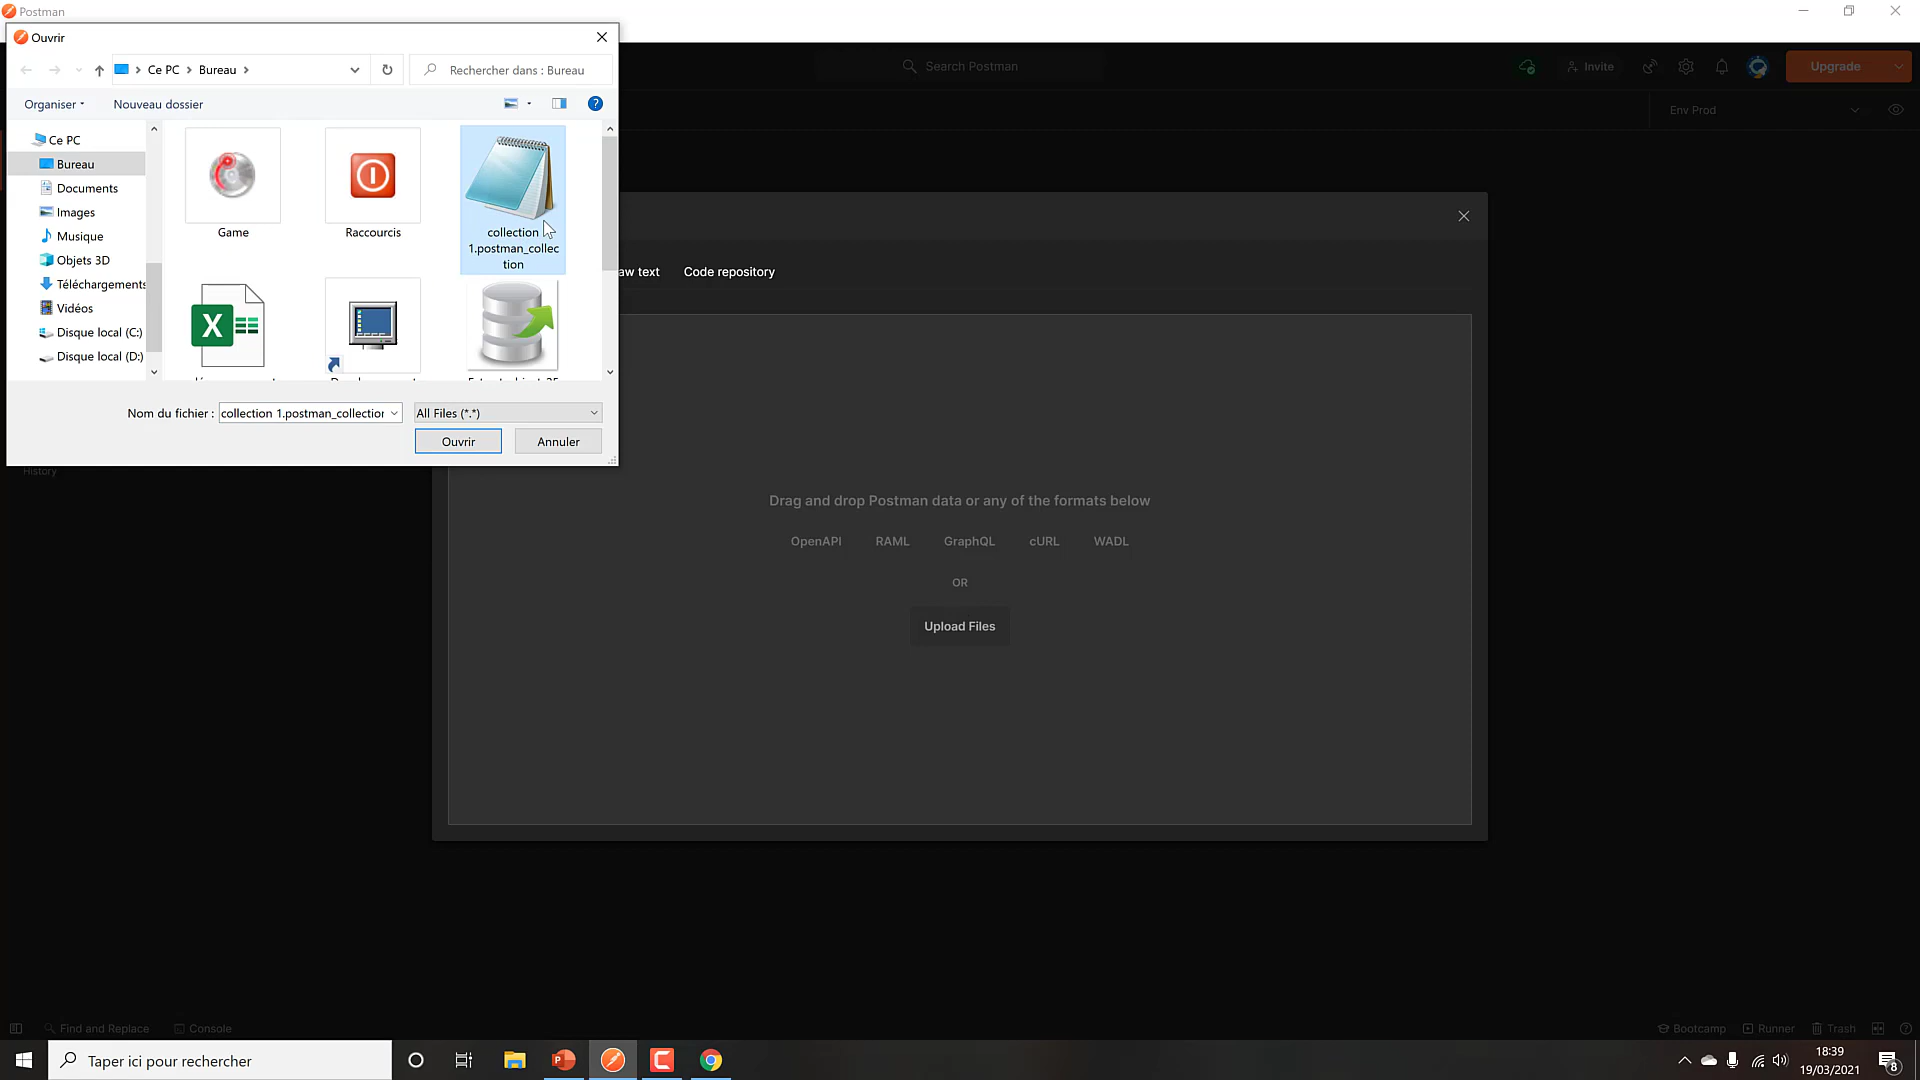 Postman
Ouvrir
Ce PC
Bureau
Rechercher dans : Bureau
Search Postman
Invite
Upgrade
Organiser
Nouveau dossier
Env Prod
Ce PC
Bureau
Documents
Images
Musique
Objets 3D
Téléchargements
Vidéos
Disque local (C:)
Disque local (D:)
Game
Raccourcis
collection
1.postman_collec
tion
X
Nom du fichier :
collection 1.postman_collection
All Files (*.*)
Ouvrir
Annuler
History
aw text
Code repository
Drag and drop Postman data or any of the formats below
OpenAPI
RAML
GraphQL
cURL
WADL
OR
Upload Files
Find and Replace
Console
Bootcamp
Runner
Trash
Taper ici pour rechercher
18:39
19/03/2021
8